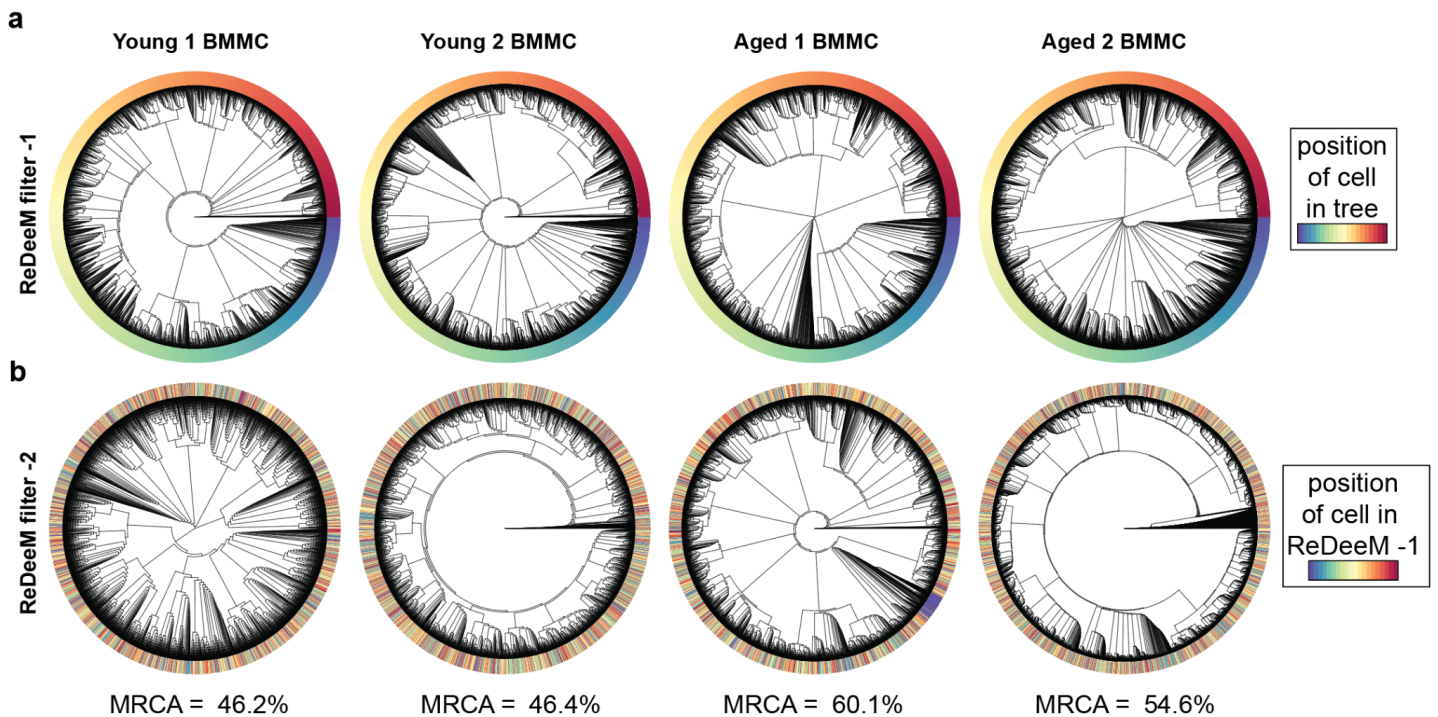 a
Young 1 BMMC
Young 2 BMMC
Aged 1 BMMC
Aged 2 BMMC
ReDeeM filter -1
position
of cell
in tree
b
ReDeeM filter -2
position
of cell in
ReDeeM -1
MRCA = 46.2%
MRCA = 46.4%
MRCA = 60.1%
MRCA = 54.6%